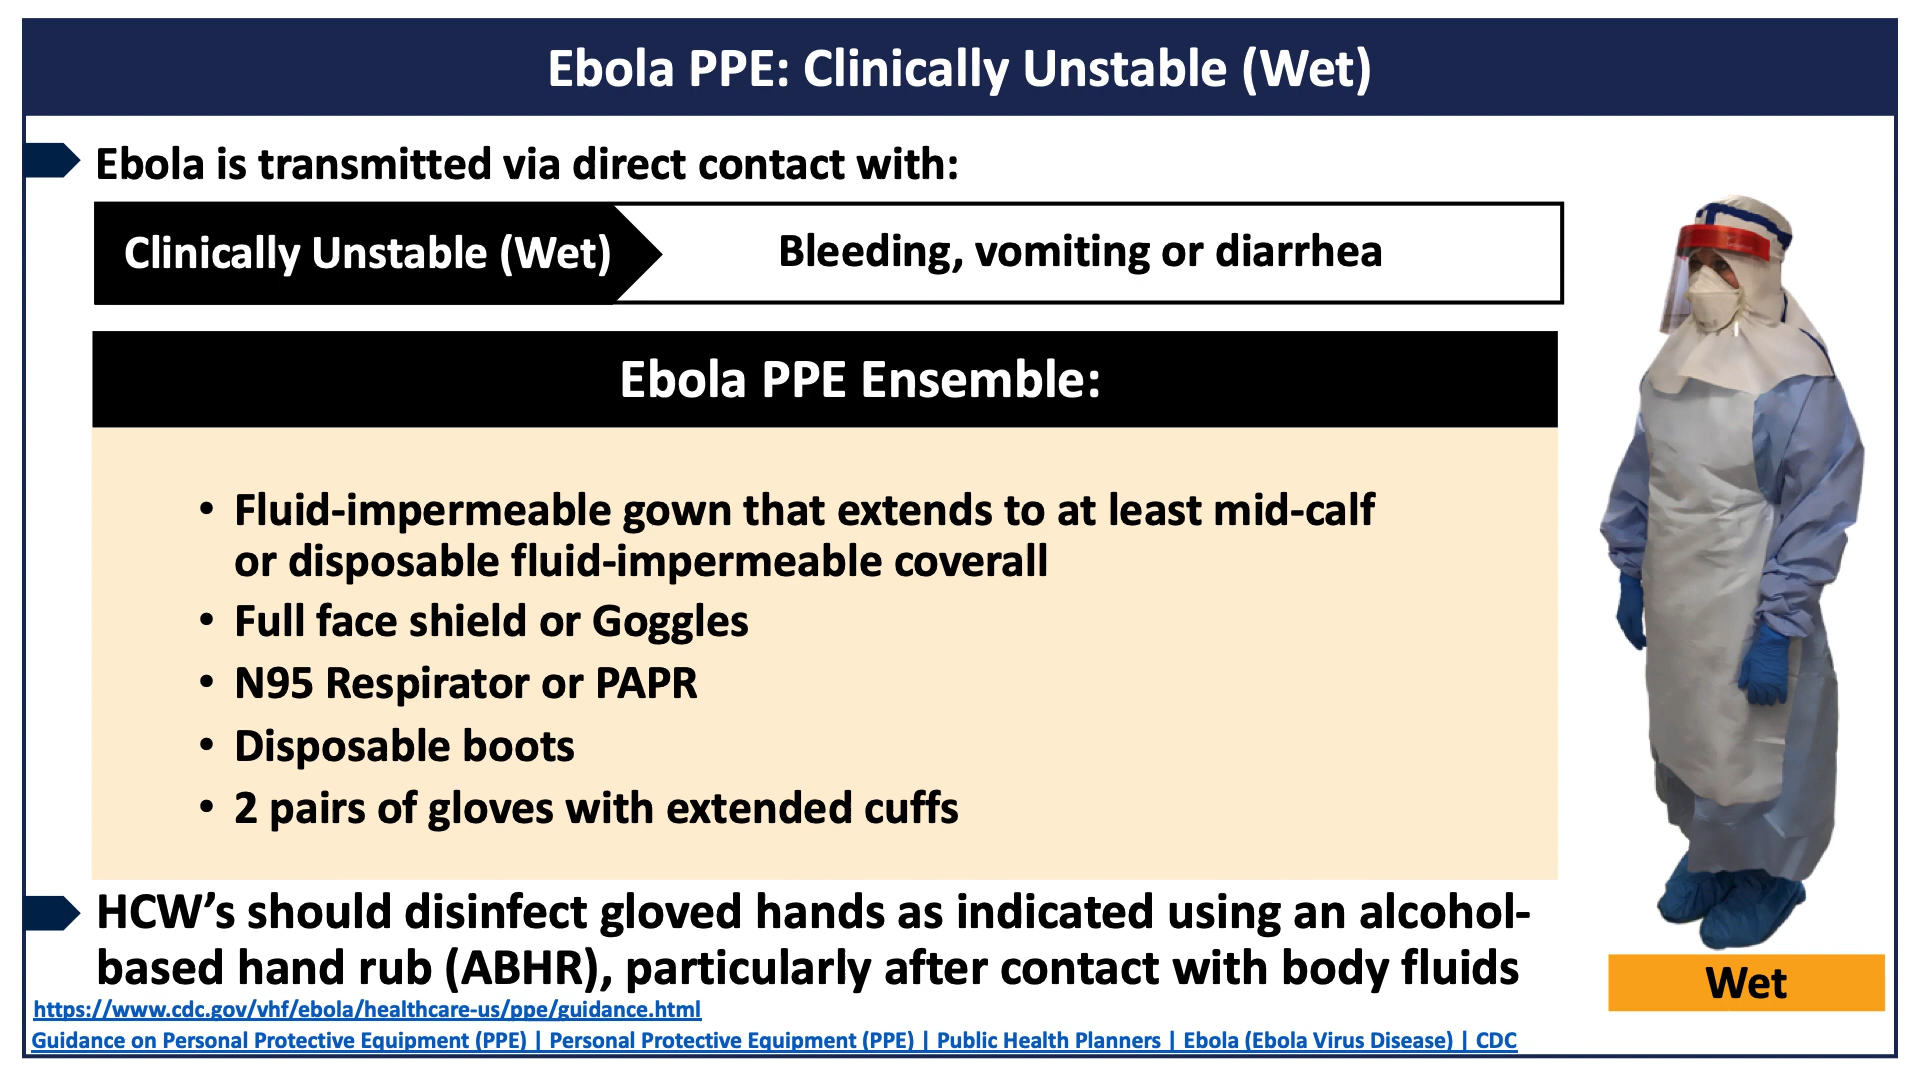 Ebola PPE: Clinically Unstable (Wet)
Ebola is transmitted via direct contact with:
Clinically Unstable (Wet)
Bleeding, vomiting or diarrhea
Ebola PPE Ensemble:
• Fluid-impermeable gown that extends to at least mid-calf
or disposable fluid-impermeable coverall
• Full face shield or Goggles
• N95 Respirator or PAPR
• Disposable boots
• 2 pairs of gloves with extended cuffs
HCW’s should disinfect gloved hands as indicated using an alcohol-
based hand rub (ABHR), particularly after contact with body fluids
Wet
https://www.cdc.gov/vhf/ebola/healthcare-us/ppe/guidance.html
Guidance on Personal Protective Equipment (PPE) | Personal Protective Equipment (PPE) | Public Health Planners | Ebola (Ebola Virus Disease) | CDC